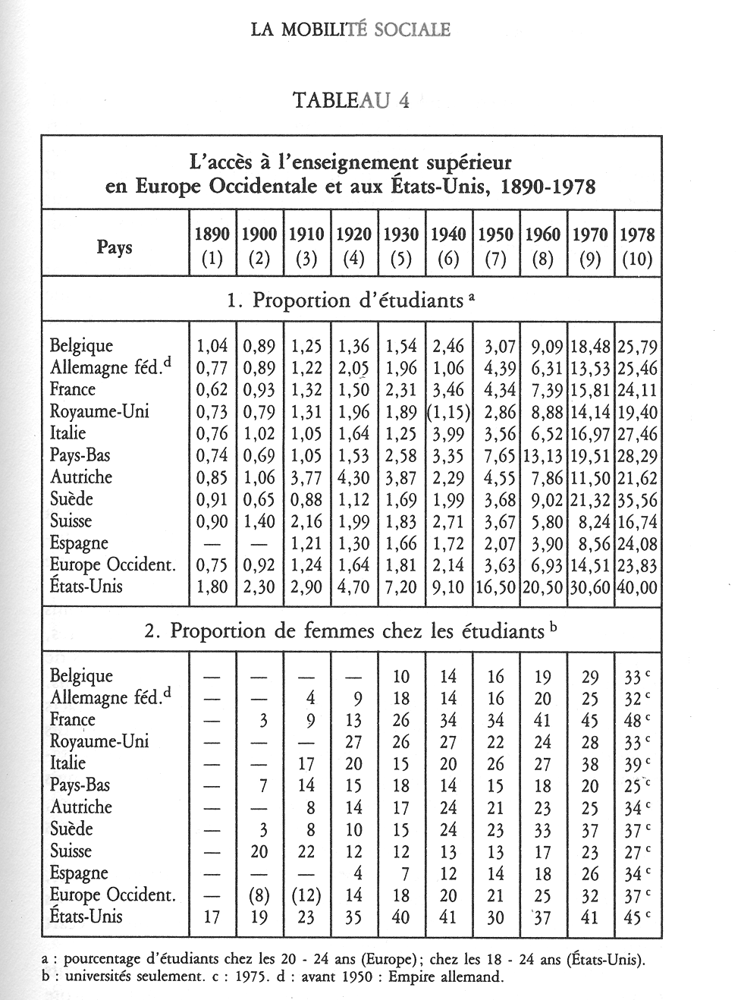 LA MOBILITÉ SOCIALE
TABLEAU 4
L'accès à l'enseignement supérieur
en Europe Occidentale et aux États-Unis, 1890-1978
Pays 1890 1900 1910 1920 1930 1940 1950 1960 1970 1978
(1) (2) (3) (4) (5) (6) (7) (8) (9) (10)
1. Proportion d'étudiants a
Belgique 1,04 0,89 1,25 1,36 1,54 2,46 3,07 9,09 18,48 25,79
Allemagne féd.d 0,77 0,89 1,22 2,05 1,96 1,06 4,39 6,31 13,53 25,46
France 0,62 0,93 1,32 1,50 2,31 3,46 4,34 7,39 15,81 24,11
Royaume-Uni 0,73 0,79 1,31 1,96 1,89 (1,15) 2,86 8,88 14,14 19,40
Italie 0,76 1,02 1,05 1,64 1,25 3,99 3,56 6,52 16,97 27,46
Pays-Bas 0,74 0,69 1,05 1,53 2,58 3,35 7,65 13,13 19,51 28,29
Autriche 0,85 1,06 3,77 4,30 3,87 2,29 4,55 7,86 11,50 21,62
Suède 0,91 0,65 0,88 1,12 1,69 1,99 3,68 9,02 21,32 35,56
Suisse 0,90 1,40 2,16 1,99 1,83 2,71 3,67 5,80 8,24 16,74
Espagne — — 1,21 1,30 1,66 1,72 2,07 3,90 8,56 24,08
Europe Occident. 0,75 0,92 1,24 1,64 1,81 2,14 3,63 6,93 14,51 23,83
États-Unis 1,80 2,30 2,90 4,70 7,20 9,10 16,50 20,50 30,60 40,00
2. Proportion de femmes chez les étudiants b
Belgique — — — — 10 14 16 19 29 33 c
Allemagne féd.d — — 4 9 18 14 16 20 25 32 c
France — 3 9 13 26 34 34 41 45 48 c
Royaume-Uni — — — 27 26 27 22 24 28 33 c
Italie — — 17 20 15 20 26 27 38 39 c
Pays-Bas — 7 14 15 18 14 15 18 20 25 c
Autriche — — 8 14 17 24 21 23 25 34 c
Suède — 3 8 10 15 24 23 33 37 37 c
Suisse — 20 22 12 12 13 13 17 23 27 c
Espagne — — — 4 7 12 14 18 26 34 c
Europe Occident. — (8) (12) 14 18 20 21 25 32 37 c
États-Unis 17 19 23 35 40 41 30 37 41 45 c
a : pourcentage d'étudiants chez les 20 - 24 ans (Europe) ; chez les 18 - 24 ans (États-Unis).
b : universités seulement. c : 1975. d : avant 1950 : Empire allemand.